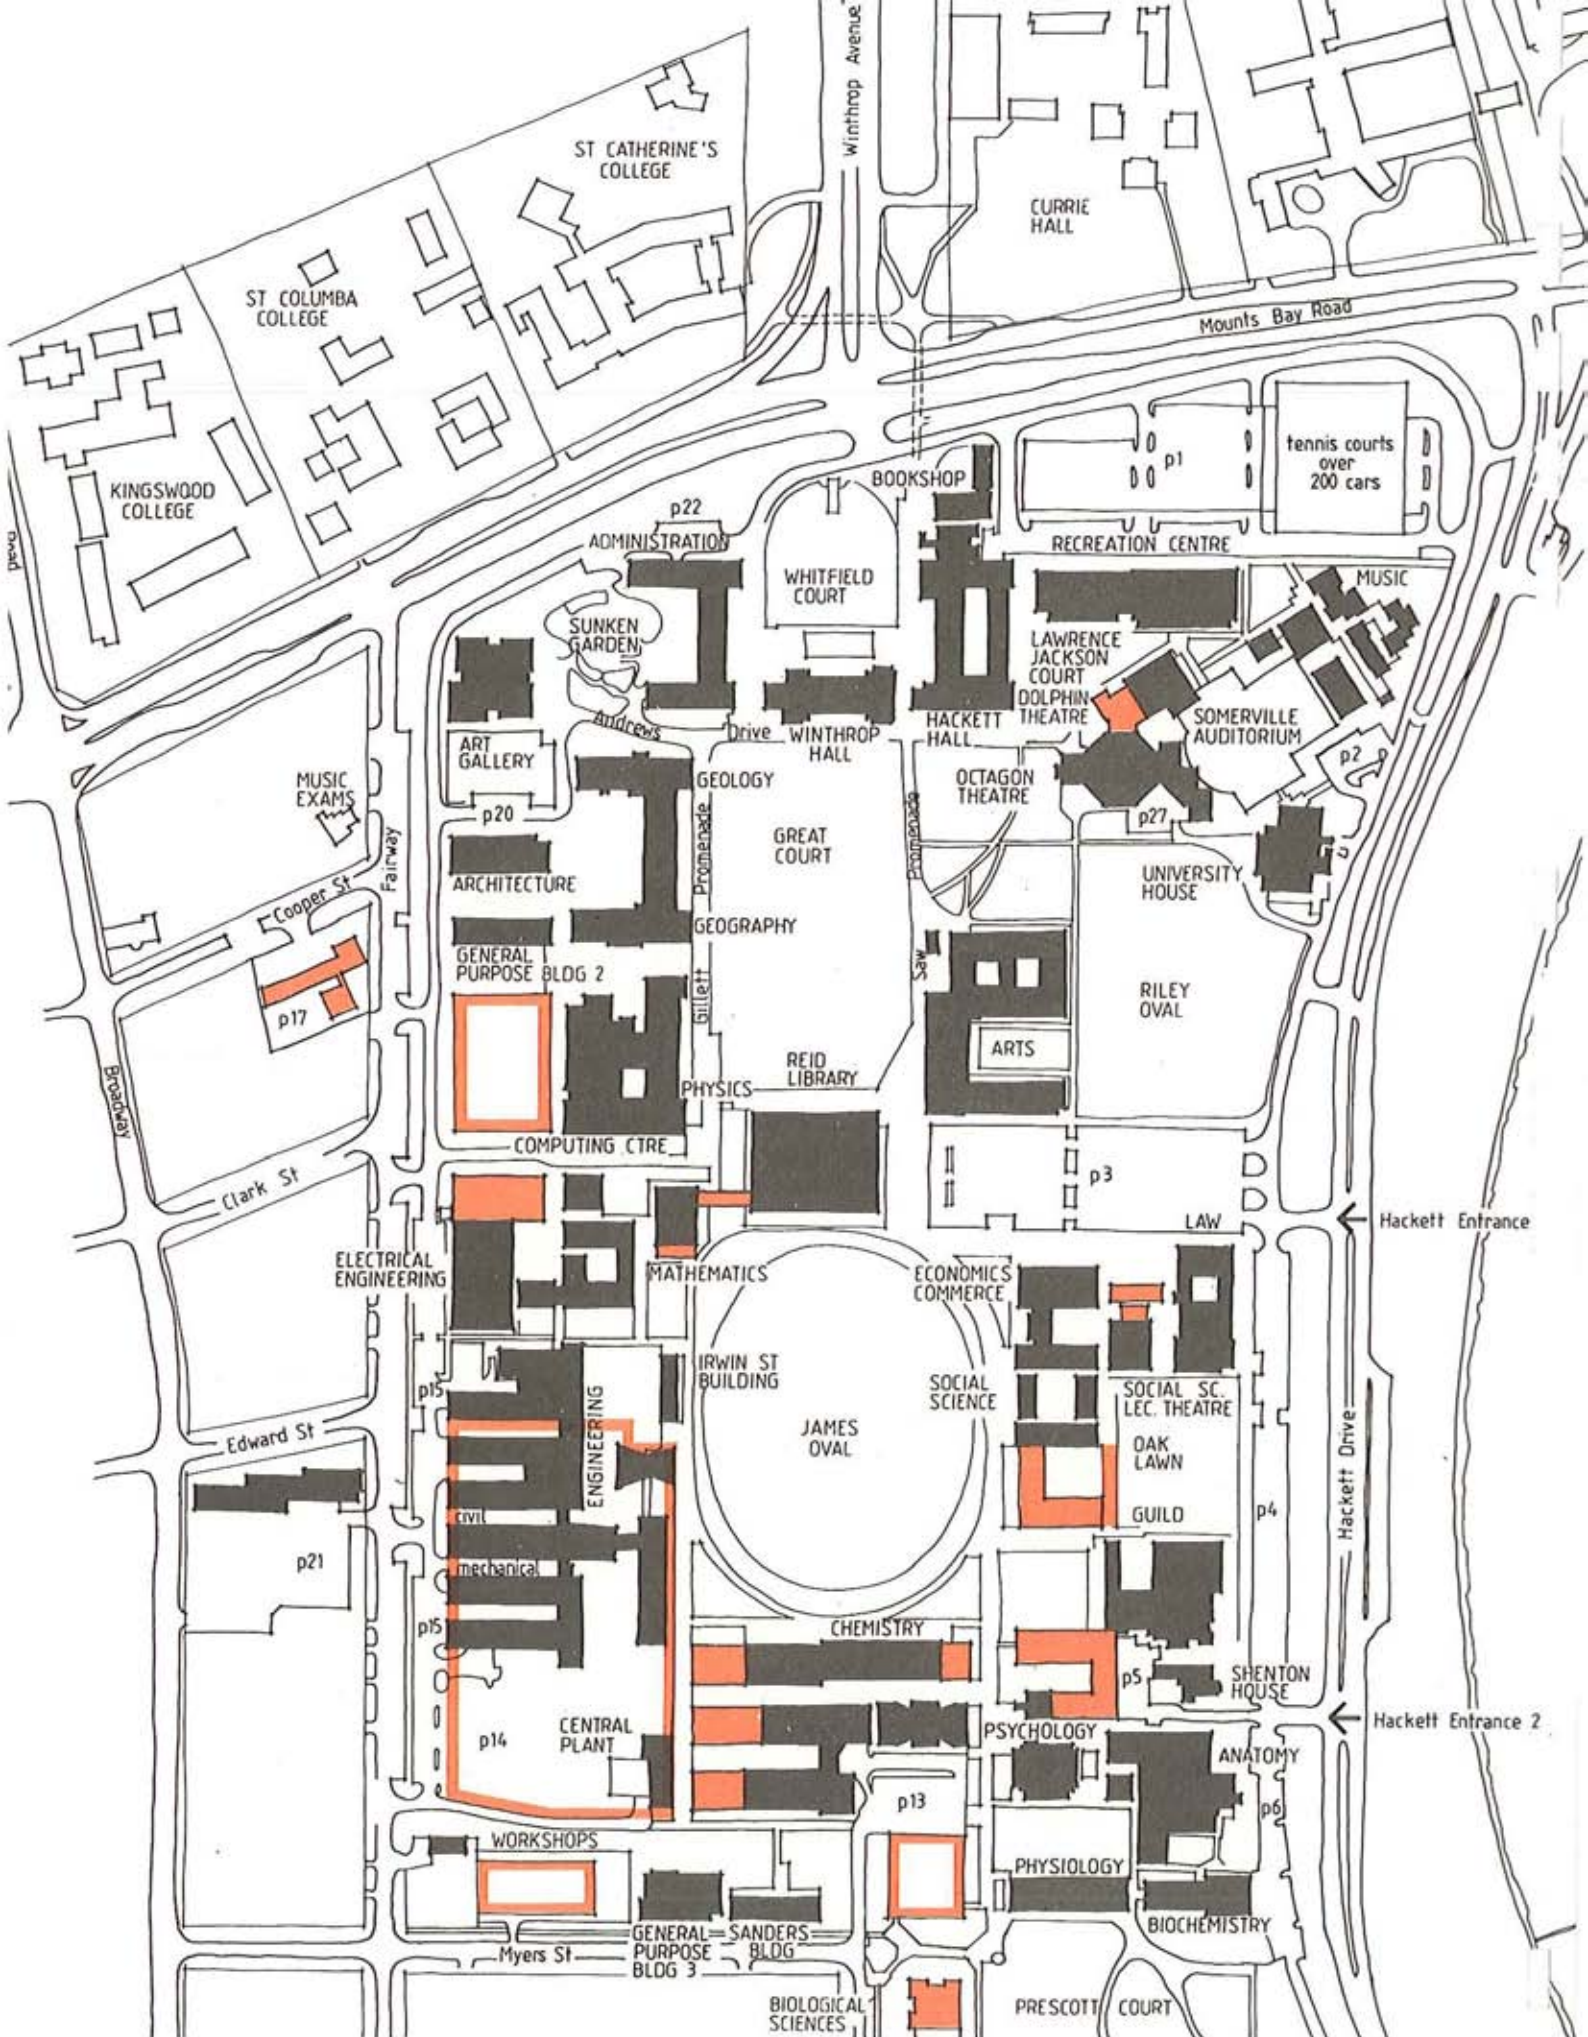 Winthrop Avenue
ST CATHERINE'S
COLLEGE
CURRIE
HALL
ST COLUMBA
COLLEGE
Mounts Bay Road
tennis courts
over
200 cars
p1
BOOKSHOP
KINGSWOOD
COLLEGE
p22
ADMINISTRATION
RECREATION CENTRE
Road
WHITFIELD
COURT
MUSIC
SUNKEN
GARDEN
LAWRENCE
JACKSON
COURT
DOLPHIN
THEATRE
SOMERVILLE
AUDITORIUM
Andrews
Drive
WINTHROP
HALL
HACKETT
HALL
ART
GALLERY
p2
MUSIC
EXAMS
GEOLOGY
OCTAGON
THEATRE
p20
p27
Fairway
Promenade
GREAT
COURT
Promenade
ARCHITECTURE
UNIVERSITY
HOUSE
Cooper St
GEOGRAPHY
GENERAL
PURPOSE BLDG 2
Saw
Gillett
RILEY
OVAL
p17
ARTS
REID
LIBRARY
PHYSICS
Broadway
COMPUTING CTRE
Clark St
p3
LAW
Hackett Entrance
ELECTRICAL
ENGINEERING
MATHEMATICS
ECONOMICS
COMMERCE
IRWIN ST
BUILDING
p15
SOCIAL
SCIENCE
SOCIAL SC.
LEC. THEATRE
ENGINEERING
JAMES
OVAL
Edward St
OAK
LAWN
Hackett Drive
GUILD
p4
civil
p21
mechanical
p15
CHEMISTRY
p5
SHENTON
HOUSE
CENTRAL
PLANT
p14
PSYCHOLOGY
Hackett Entrance 2
ANATOMY
p13
p6
WORKSHOPS
PHYSIOLOGY
BIOCHEMISTRY
Myers St
GENERAL
PURPOSE
BLDG 3
SANDERS
BLDG
BIOLOGICAL
SCIENCES
PRESCOTT COURT